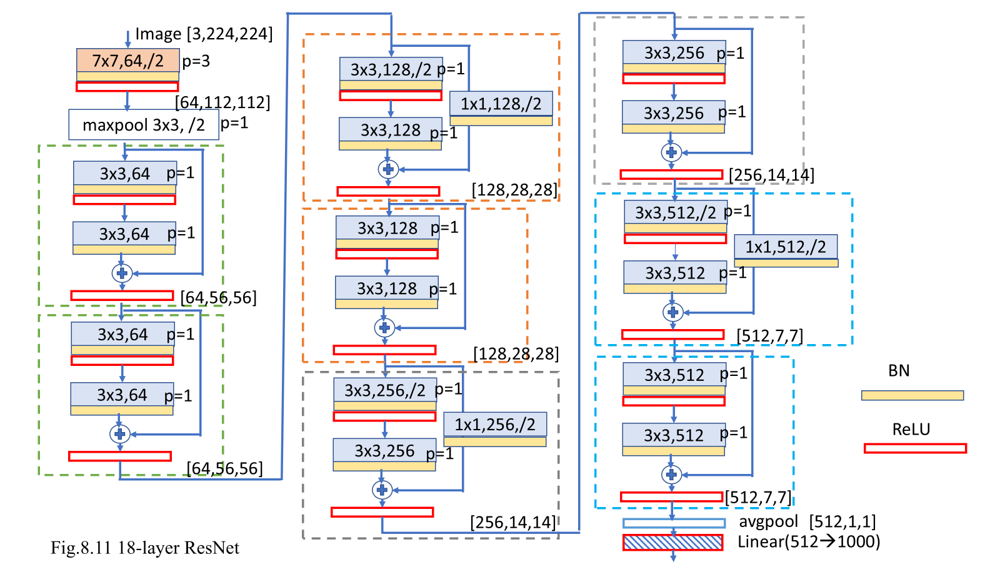 Image [3,224,224]
7x7,64,/2
p=3
[64,112,112]
maxpool 3x3, /2
p=1
3x3,64
p=1
3x3,64
p=1
[64,56,56]
3x3,64
p=1
3x3,64
p=1
[64,56,56]
3x3,128,/2
p=1
1x1,128,/2
3x3,128
p=1
[128,28,28]
3x3,128
p=1
3x3,128
p=1
[128,28,28]
3x3,256,/2
p=1
1x1,256,/2
3x3,256
p=1
[256,14,14]
3x3,256
p=1
3x3,256
p=1
[256,14,14]
3x3,512,/2
p=1
1x1,512,/2
3x3,512
p=1
[512,7,7]
3x3,512
p=1
3x3,512
p=1
[512,7,7]
avgpool [512,1,1]
Linear(512→1000)
BN
ReLU
Fig.8.11 18-layer ResNet